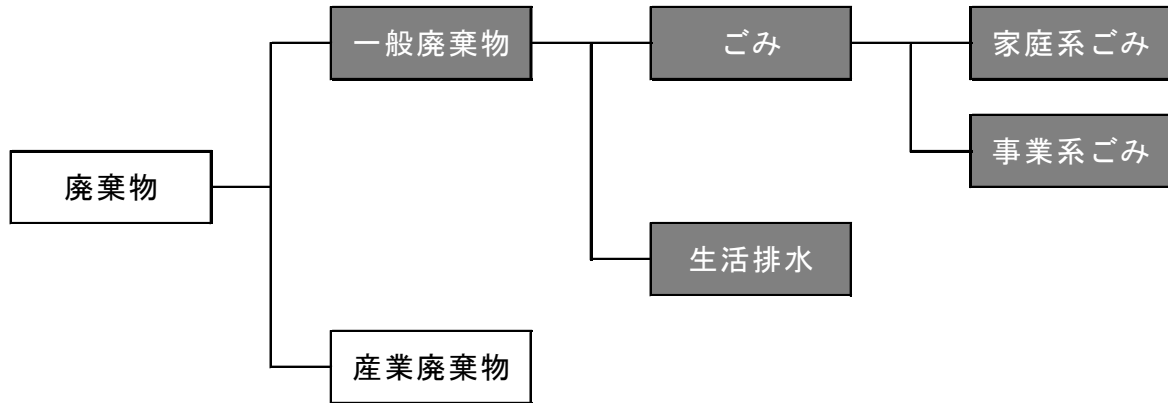 一般廃棄物
ごみ
家庭系ごみ
事業系ごみ
廃棄物
生活排水
産業廃棄物